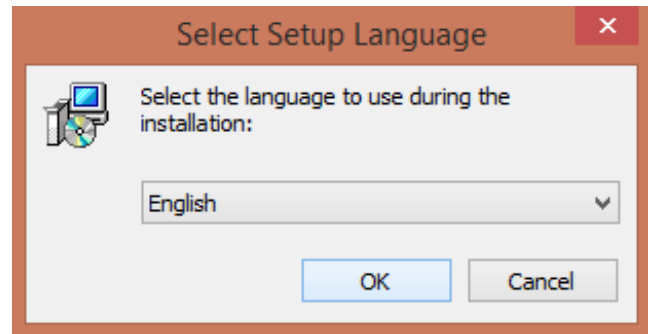 Select Setup Language
Select the language to use during the
installation:
English
OK
Cancel